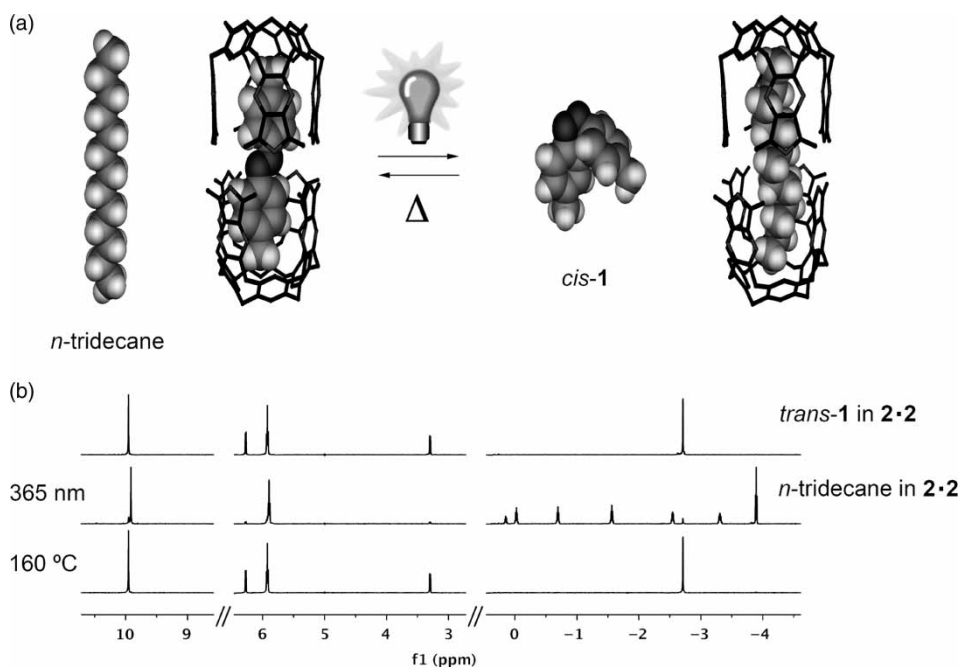 (a)
Δ
n-tridecane
cis-1
(b)
trans-1 in 2·2
365 nm
n-tridecane in 2·2
160 ºC
10 9 8 6 5 4 3 0 −1 −2 −3 −4
f1 (ppm)